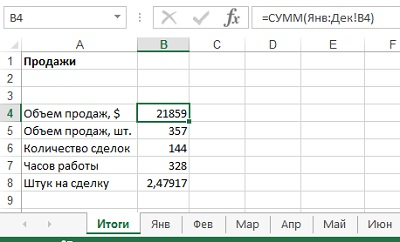 B4 fx =СУММ(Янв:Дек!B4)
A B C D E F
1 Продажи
2
3
4 Объем продаж, $ 21859
5 Объем продаж, шт. 357
6 Количество сделок 144
7 Часов работы 328
8 Штук на сделку 2,47917
Итоги Янв Фев Мар Апр Май Июн